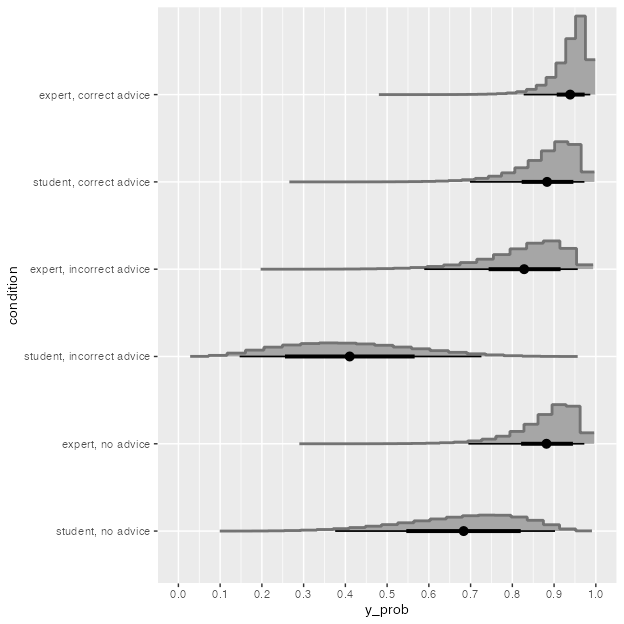 expert, correct advice
student, correct advice
expert, incorrect advice
student, incorrect advice
expert, no advice
student, no advice
condition
0.0 0.1 0.2 0.3 0.4 0.5 0.6 0.7 0.8 0.9 1.0
y_prob